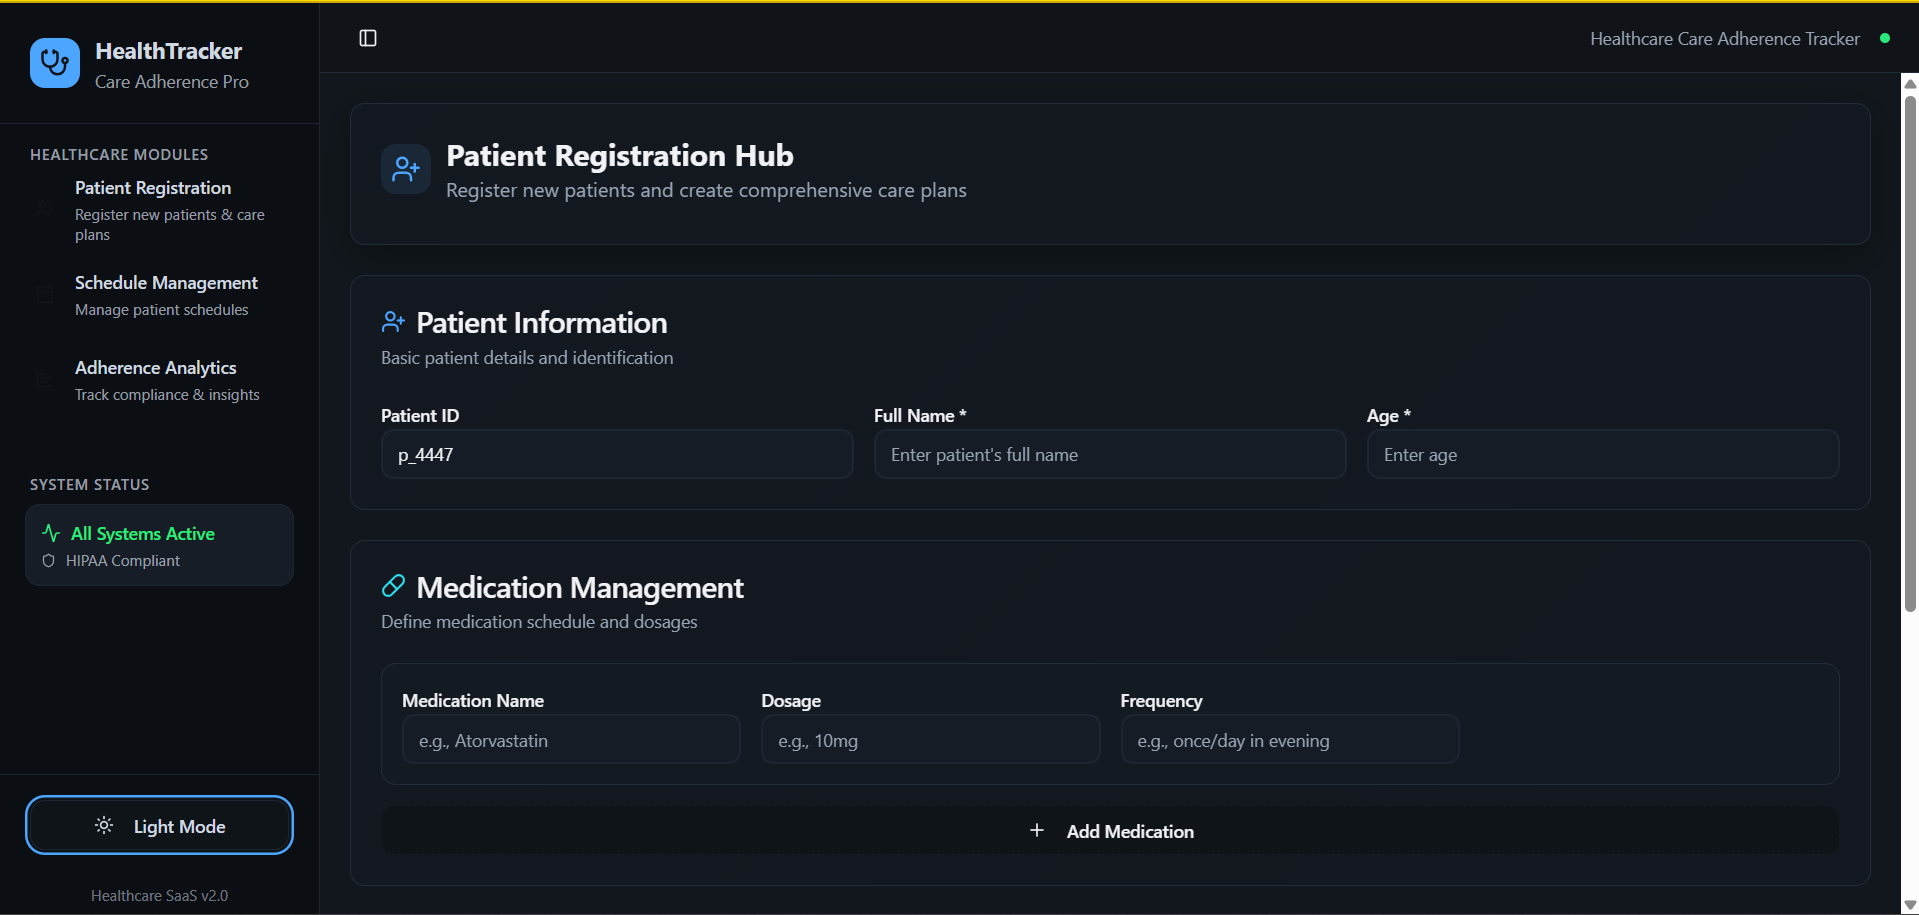 HealthTracker
Care Adherence Pro
HEALTHCARE MODULES
Patient Registration
Register new patients & care
plans
Schedule Management
Manage patient schedules
Adherence Analytics
Track compliance & insights
SYSTEM STATUS
All Systems Active
HIPAA Compliant
Light Mode
Healthcare SaaS v2.0
Healthcare Care Adherence Tracker
Patient Registration Hub
Register new patients and create comprehensive care plans
Patient Information
Basic patient details and identification
Patient ID
Full Name *
Age *
p_4447
Enter patient's full name
Enter age
Medication Management
Define medication schedule and dosages
Medication Name
Dosage
Frequency
e.g., Atorvastatin
e.g., 10mg
e.g., once/day in evening
+ Add Medication